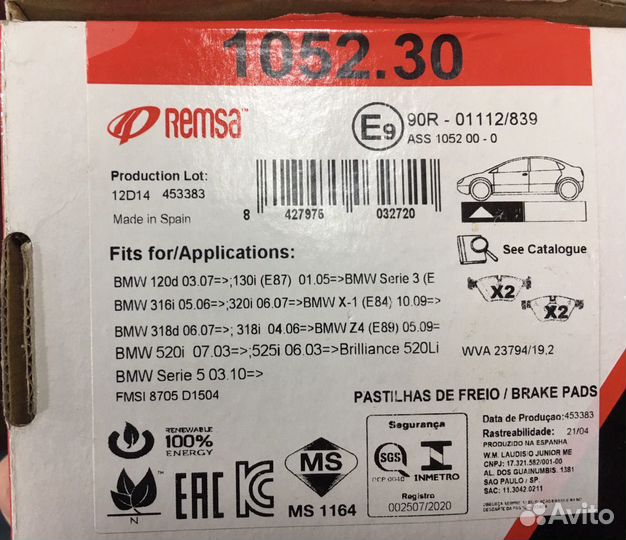 1052.30
REMSA
E9
90R - 01112/839
ASS 1052 00 - 0
Production Lot:
12D14 453383
Made in Spain
8 427976 032720
See Catalogue
Fits for/Applications:
BMW 120d 03.07=>;130i (E87) 01.05=>BMW Serie 3 (E
BMW 316i 05.06=>;320i 06.07=>BMW X-1 (E84) 10.09=>
BMW 318d 06.07=>; 318i 04.06=>BMW Z4 (E89) 05.09=
BMW 520i 07.03=>;525i 06.03=>Brilliance 520Li
BMW Serie 5 03.10=>
FMSI 8705 D1504
X2
X2
WVA 23794/19.2
PASTILHAS DE FREIO / BRAKE PADS
RENEWABLE
100%
ENERGY
N
EAC
MS
MS 1164
Segurança
SGS
OCP 0040
INMETRO
Registro
002507/2020
Data de Produçao:453383
Rastreabilidade: 21/04
PRODUZIDO NA ESPANHA
W.M. LAUDISIO JUNIOR ME
CNPJ: 17.321.582/001-00
AL. DOS GUAINUMBIS. 1381
SAO PAULO / SP.
SAC: 11.3042.0211
Avito